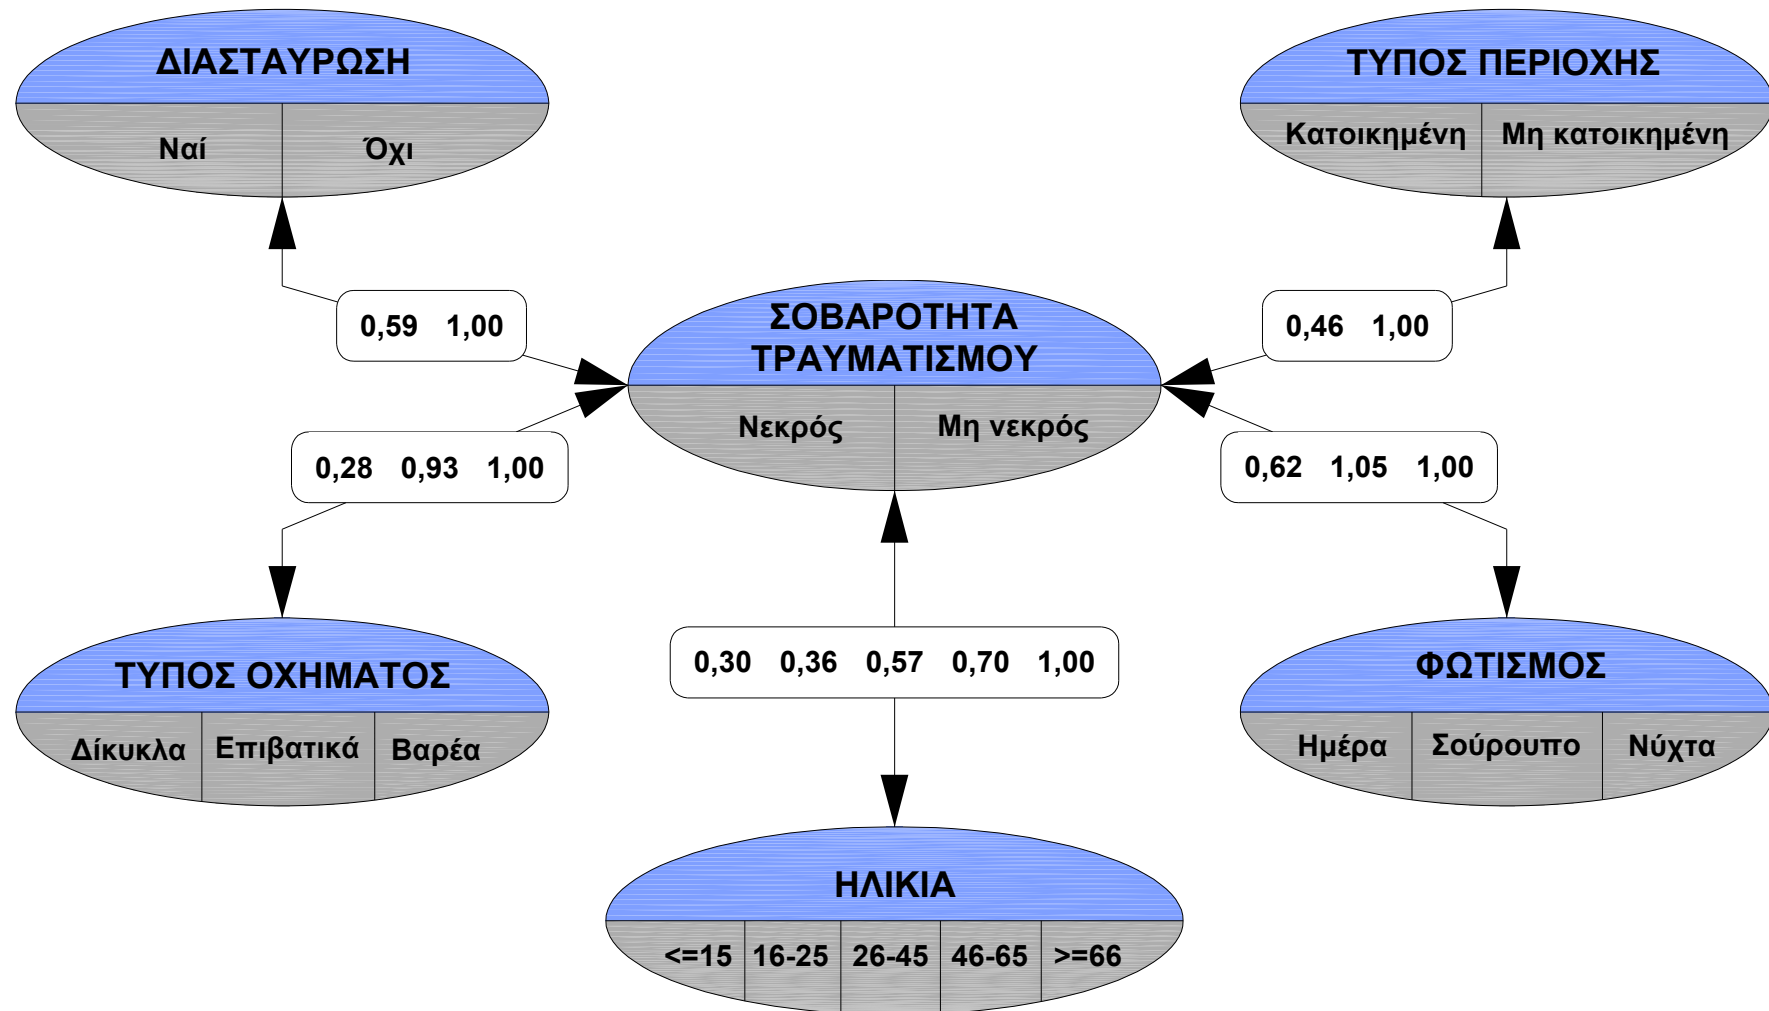 ΔΙΑΣΤΑΥΡΩΣΗ
Ναί Όχι
ΤΥΠΟΣ ΠΕΡΙΟΧΗΣ
Κατοικημένη Μη κατοικημένη
0,59 1,00
ΣΟΒΑΡΟΤΗΤΑ
ΤΡΑΥΜΑΤΙΣΜΟΥ
Νεκρός Μη νεκρός
0,46 1,00
0,28 0,93 1,00
0,62 1,05 1,00
0,30 0,36 0,57 0,70 1,00
ΤΥΠΟΣ ΟΧΗΜΑΤΟΣ
Δίκυκλα Επιβατικά Βαρέα
ΦΩΤΙΣΜΟΣ
Ημέρα Σούρουπο Νύχτα
ΗΛΙΚΙΑ
<=15 16-25 26-45 46-65 >=66